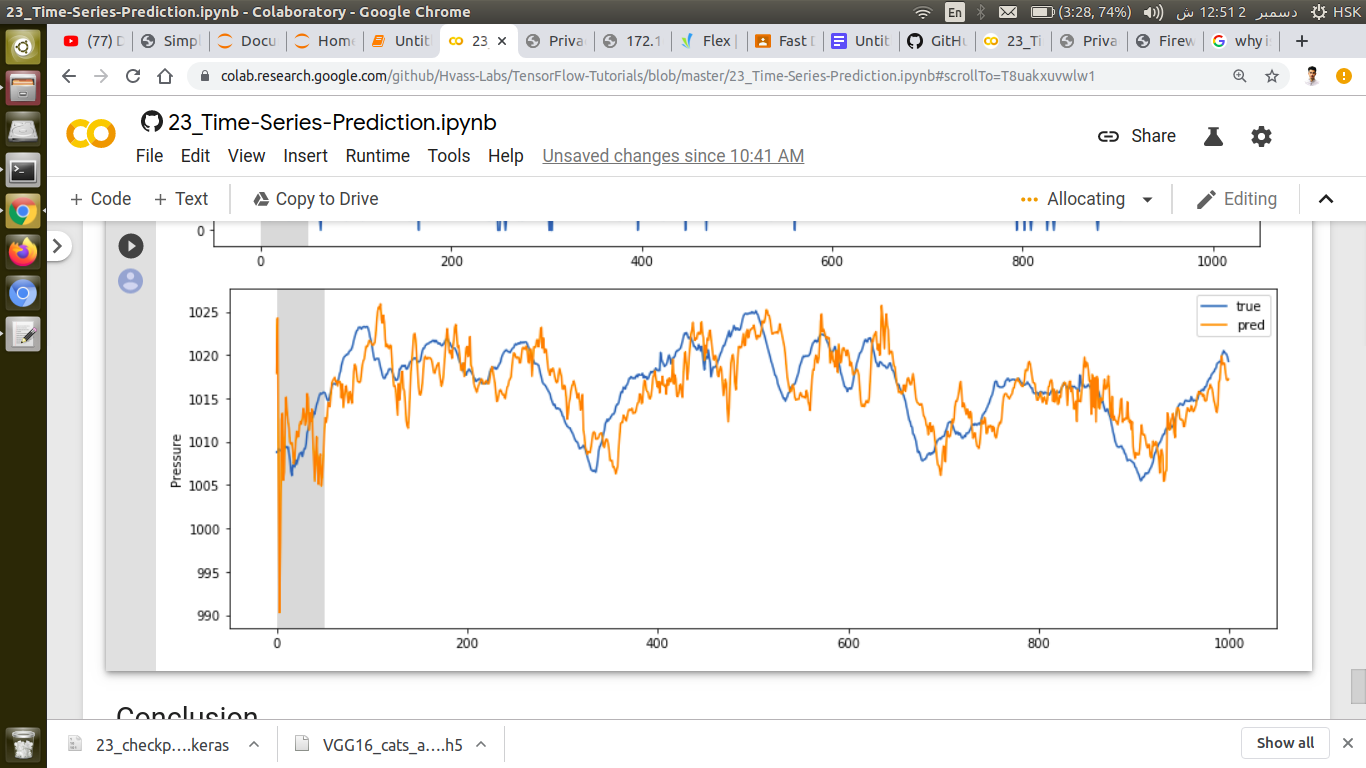 23_Time-Series-Prediction.ipynb - Colaboratory - Google Chrome
En
(3:28, 74%)
دسمبر 2 12:51 ش
HSK
(77) D
Simpl
Docu
Home
Untit
23_
Priva
172.1
Flex |
Fast D
Untit
GitHu
23_Ti
Priva
Firew
why i
colab.research.google.com/github/Hvass-Labs/TensorFlow-Tutorials/blob/master/23_Time-Series-Prediction.ipynb#scrollTo=T8uakxuvwlw1
23_Time-Series-Prediction.ipynb
Share
File Edit View Insert Runtime Tools Help Unsaved changes since 10:41 AM
+ Code + Text Copy to Drive
Allocating
Editing
0
0 200 400 600 800 1000
true
pred
1025
1020
1015
1010
1005
1000
995
990
Pressure
0 200 400 600 800 1000
Conclusion
23_checkp....keras
VGG16_cats_a....h5
Show all